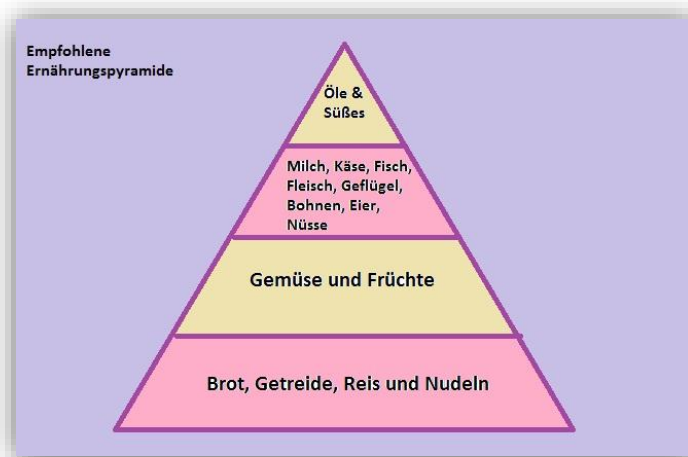 Empfohlene
Ernährungspyramide
Öle &
Süßes
Milch, Käse, Fisch,
Fleisch, Geflügel,
Bohnen, Eier,
Nüsse
Gemüse und Früchte
Brot, Getreide, Reis und Nudeln